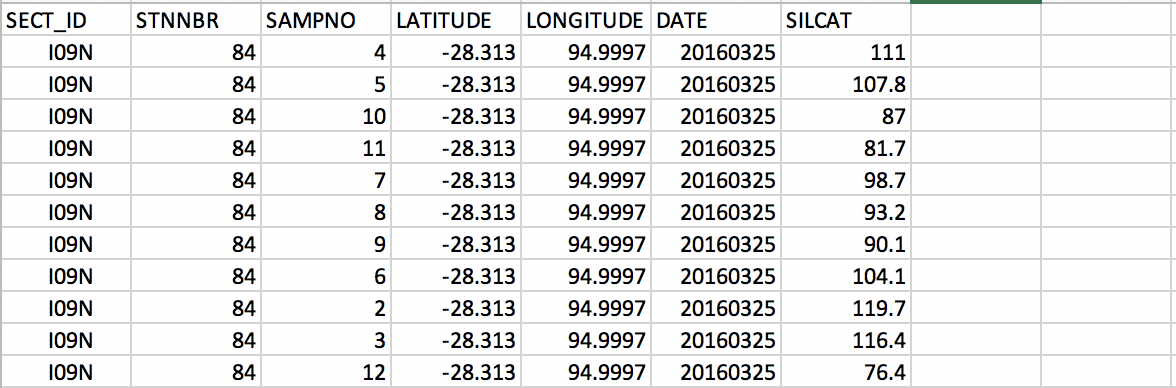 SECT_ID STNNBR SAMPNO LATITUDE LONGITUDE DATE SILCAT
I09N 84 4 -28.313 94.9997 20160325 111
I09N 84 5 -28.313 94.9997 20160325 107.8
I09N 84 10 -28.313 94.9997 20160325 87
I09N 84 11 -28.313 94.9997 20160325 81.7
I09N 84 7 -28.313 94.9997 20160325 98.7
I09N 84 8 -28.313 94.9997 20160325 93.2
I09N 84 9 -28.313 94.9997 20160325 90.1
I09N 84 6 -28.313 94.9997 20160325 104.1
I09N 84 2 -28.313 94.9997 20160325 119.7
I09N 84 3 -28.313 94.9997 20160325 116.4
I09N 84 12 -28.313 94.9997 20160325 76.4